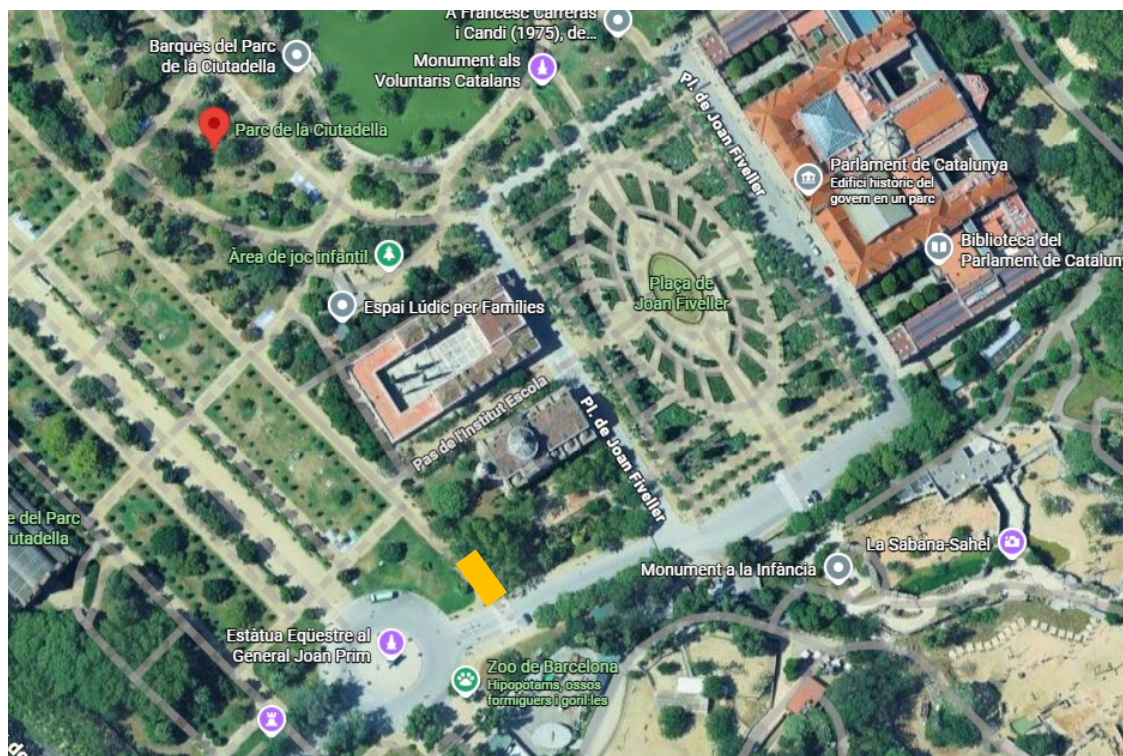 A Francesc Carreras
i Candi (1975), de...
Barques del Parc
de la Ciutadella
Monument als
Voluntaris Catalans
Pl. de Joan Fiveller
Parc de la Ciutadella
Parlament de Catalunya
Edifici històric del
govern en un parc
Àrea de joc infantil
Biblioteca del
Parlament de Cataluny
Plaça de
Joan Fiveller
Espai Lúdic per Famílies
Pas de l'Institut Escola
Pl. de Joan Fiveller
e del Parc
iutadella
La Sabana-Sahel
Monument a la Infància
Estàtua Eqüestre al
General Joan Prim
Zoo de Barcelona
Hipopòtams, ossos
formiguers i goril·les
de